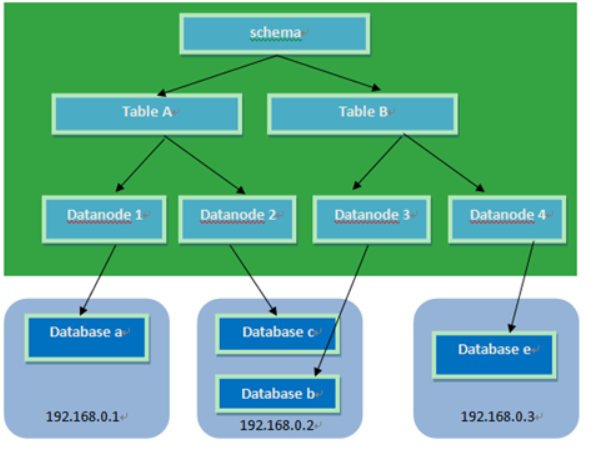 schema
Table A
Table B
Datanode 1
Datanode 2
Datanode 3
Datanode 4
Database a
Database c
Database e
Database b
192.168.0.1
192.168.0.2
192.168.0.3